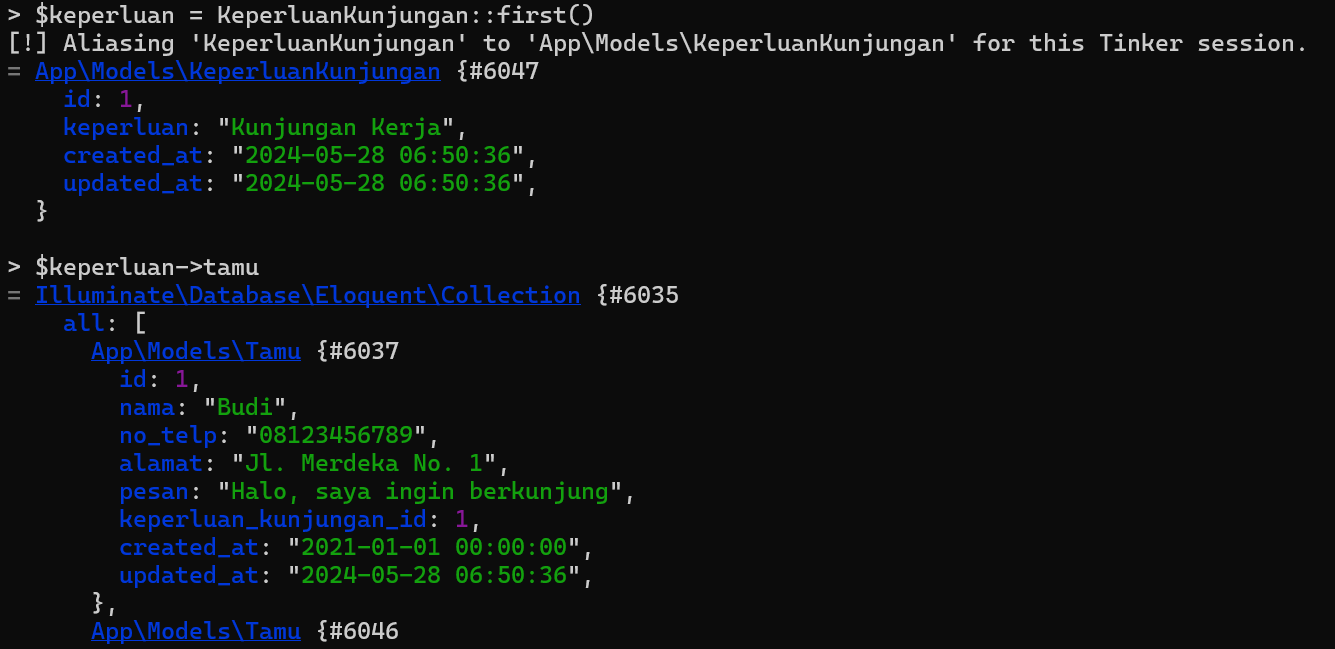 > $keperluan = KeperluanKunjungan::first()
[!] Aliasing 'KeperluanKunjungan' to 'App\Models\KeperluanKunjungan' for this Tinker session.
= App\Models\KeperluanKunjungan {#6047
id: 1,
keperluan: "Kunjungan Kerja",
created_at: "2024-05-28 06:50:36",
updated_at: "2024-05-28 06:50:36",
}
> $keperluan->tamu
= Illuminate\Database\Eloquent\Collection {#6035
all: [
App\Models\Tamu {#6037
id: 1,
nama: "Budi",
no_telp: "08123456789",
alamat: "Jl. Merdeka No. 1",
pesan: "Halo, saya ingin berkunjung",
keperluan_kunjungan_id: 1,
created_at: "2021-01-01 00:00:00",
updated_at: "2024-05-28 06:50:36",
},
App\Models\Tamu {#6046